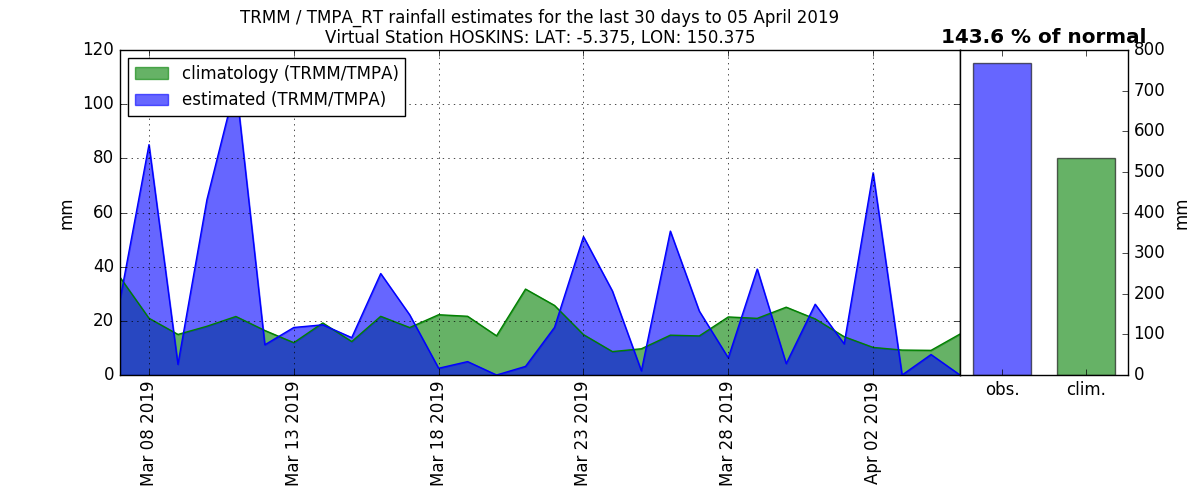 TRMM / TMPA_RT rainfall estimates for the last 30 days to 05 April 2019
Virtual Station HOSKINS: LAT: -5.375, LON: 150.375
143.6 % of normal
climatology (TRMM/TMPA)
estimated (TRMM/TMPA)
120
100
80
60
40
20
0
mm
800
700
600
500
400
300
200
100
0
mm
Mar 08 2019
Mar 13 2019
Mar 18 2019
Mar 23 2019
Mar 28 2019
Apr 02 2019
obs.
clim.